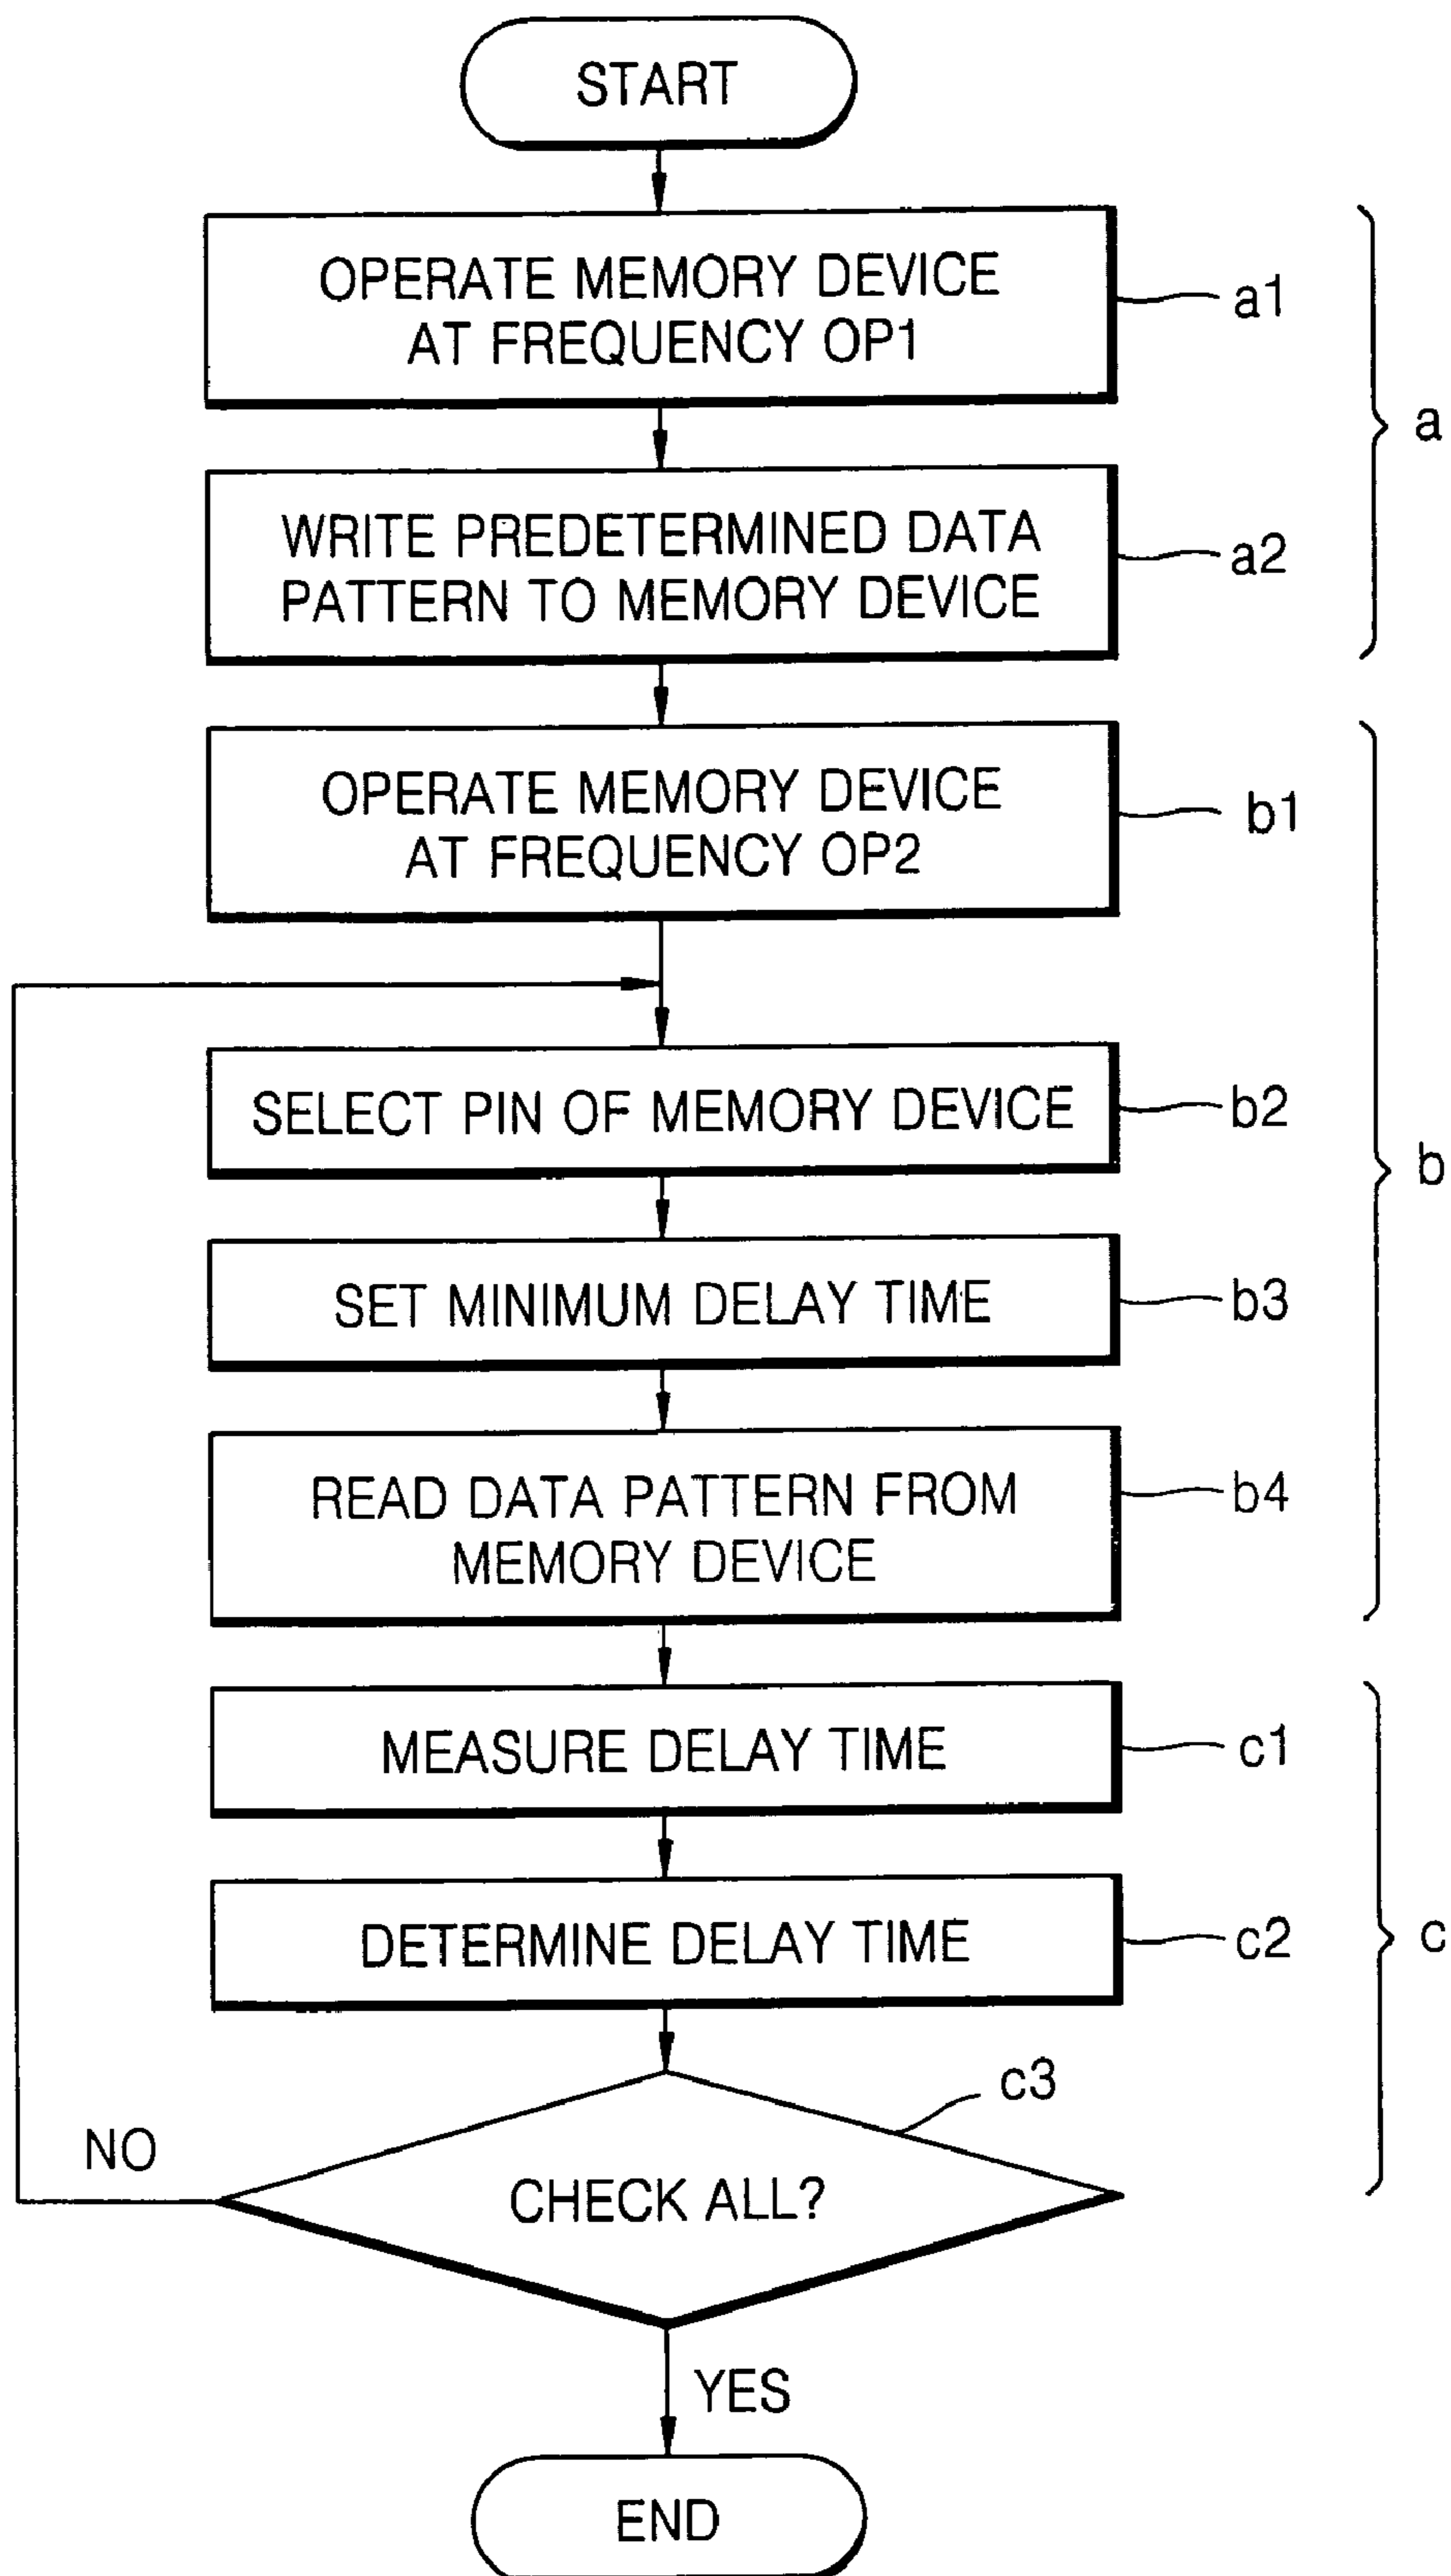 START
OPERATE MEMORY DEVICE
AT FREQUENCY OP1
a1
a
WRITE PREDETERMINED DATA
PATTERN TO MEMORY DEVICE
a2
OPERATE MEMORY DEVICE
AT FREQUENCY OP2
b1
SELECT PIN OF MEMORY DEVICE
b2
b
SET MINIMUM DELAY TIME
b3
READ DATA PATTERN FROM
MEMORY DEVICE
b4
MEASURE DELAY TIME
c1
DETERMINE DELAY TIME
c2
c
c3
NO
CHECK ALL?
YES
END